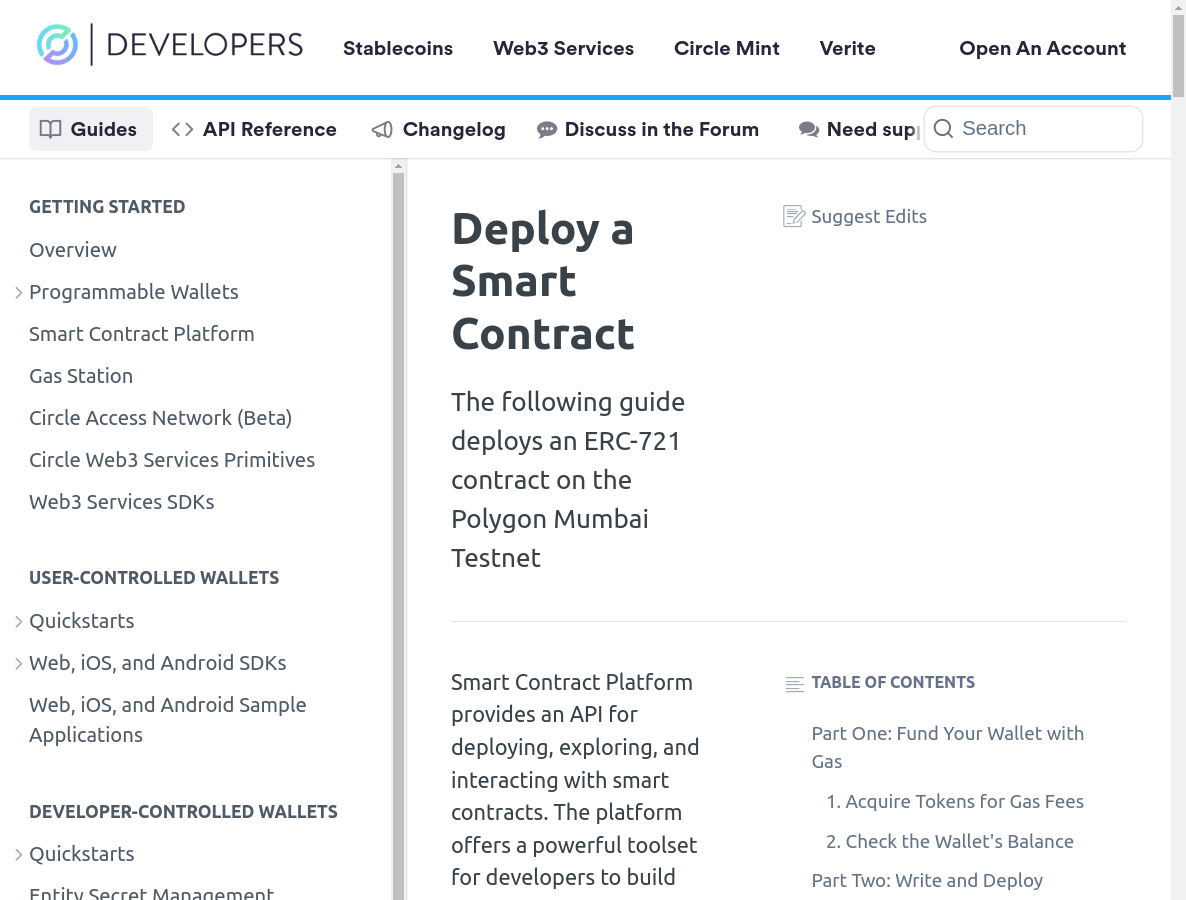 DEVELOPERS
Stablecoins
Web3 Services
Circle Mint
Verite
Open An Account
Guides
API Reference
Changelog
Discuss in the Forum
Need sup
Search
GETTING STARTED
Overview
Programmable Wallets
Smart Contract Platform
Gas Station
Circle Access Network (Beta)
Circle Web3 Services Primitives
Web3 Services SDKs
USER-CONTROLLED WALLETS
Quickstarts
Web, iOS, and Android SDKs
Web, iOS, and Android Sample
Applications
DEVELOPER-CONTROLLED WALLETS
Quickstarts
Entity Secret Management
Deploy a
Smart
Contract
Suggest Edits
The following guide
deploys an ERC-721
contract on the
Polygon Mumbai
Testnet
Smart Contract Platform
provides an API for
deploying, exploring, and
interacting with smart
contracts. The platform
offers a powerful toolset
for developers to build
TABLE OF CONTENTS
Part One: Fund Your Wallet with
Gas
1. Acquire Tokens for Gas Fees
2. Check the Wallet's Balance
Part Two: Write and Deploy